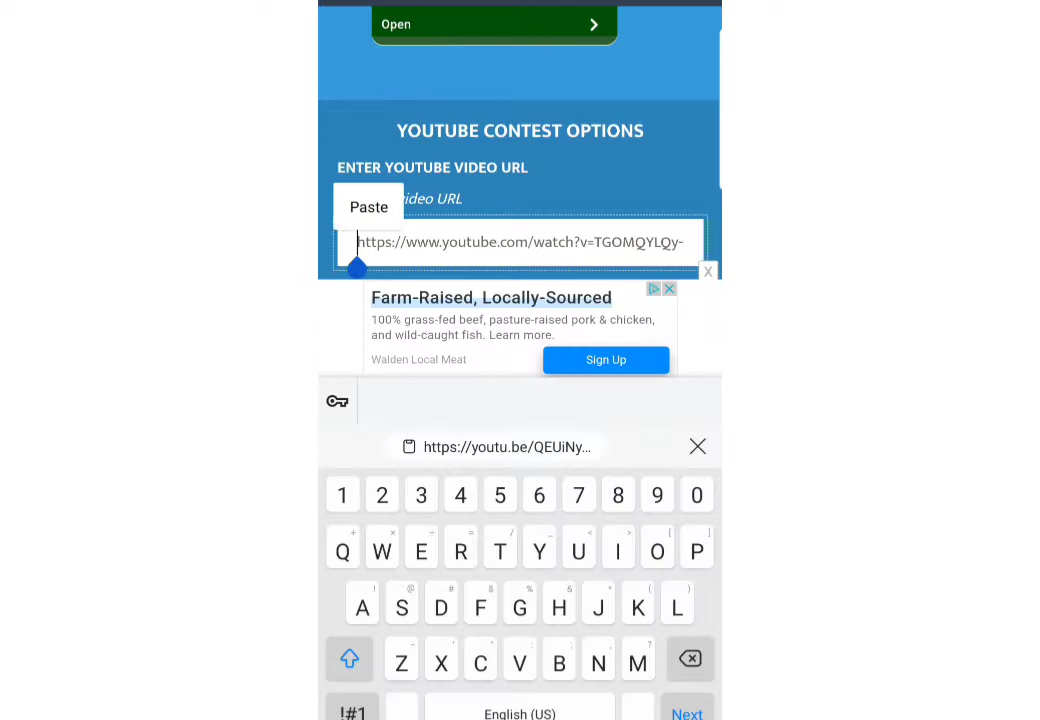 Open
YOUTUBE CONTEST OPTIONS
ENTER YOUTUBE VIDEO URL
video URL
Paste
https://www.youtube.com/watch?v=TGOMQYLQy-
X
Farm-Raised, Locally-Sourced
100% grass-fed beef, pasture-raised pork & chicken,
and wild-caught fish. Learn more.
Walden Local Meat
Sign Up
https://youtu.be/QEUiNy...
1 2 3 4 5 6 7 8 9 0
+ × ÷ = / _ < > [ ]
Q W E R T Y U I O P
! @ # $ % & * ( )
A S D F G H J K L
- ' " : ; , ?
Z X C V B N M
!#1
English (US)
Next